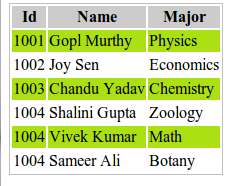 Id Name Major
1001 Gopl Murthy Physics
1002 Joy Sen Economics
1003 Chandu Yadav Chemistry
1004 Shalini Gupta Zoology
1004 Vivek Kumar Math
1004 Sameer Ali Botany